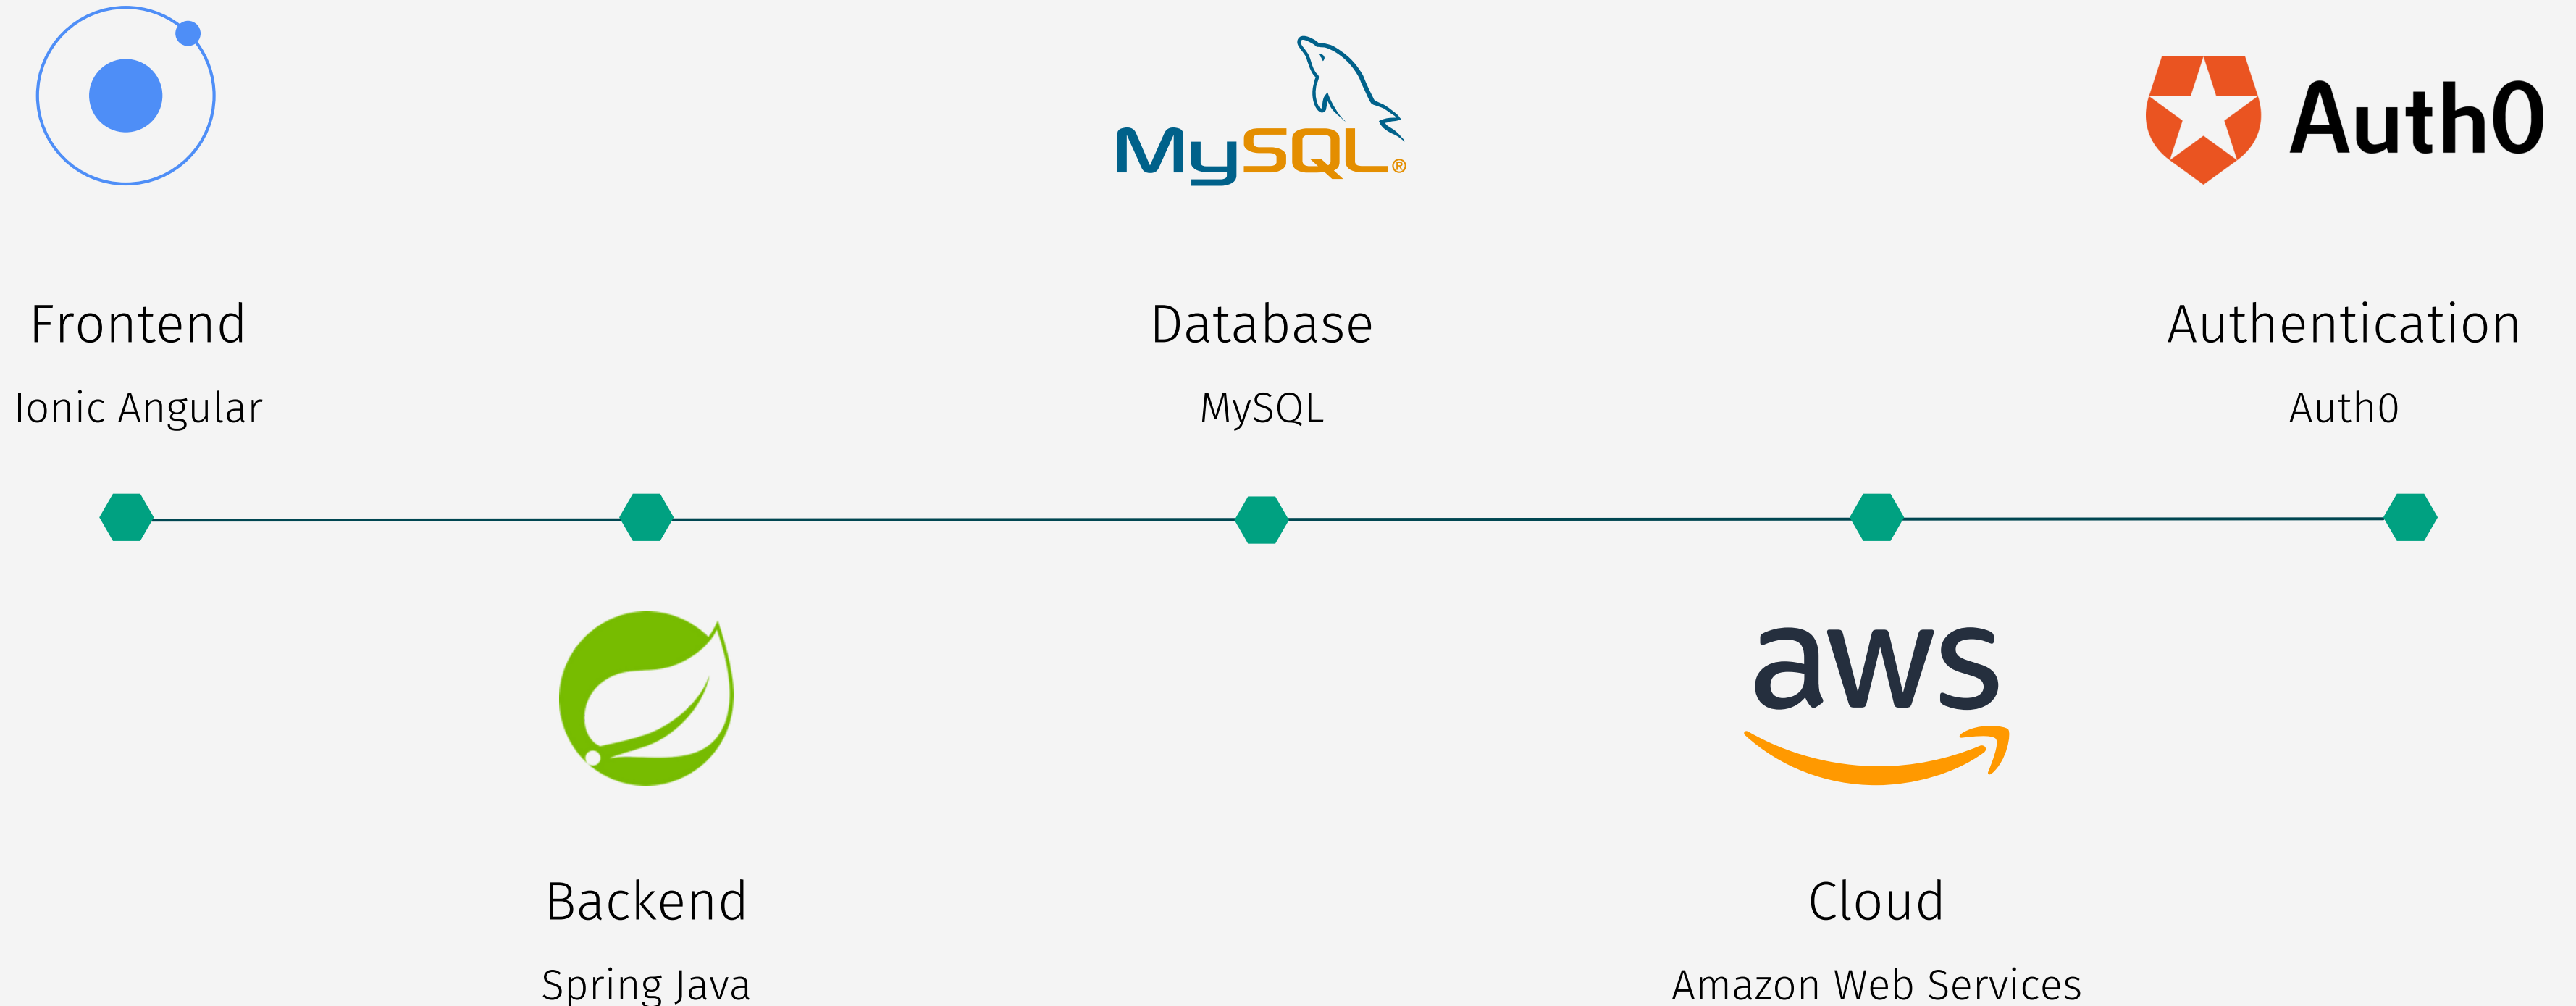 MySQL®
Auth0
Frontend
Ionic Angular
Database
MySQL
Authentication
Auth0
aws
Backend
Spring Java
Cloud
Amazon Web Services